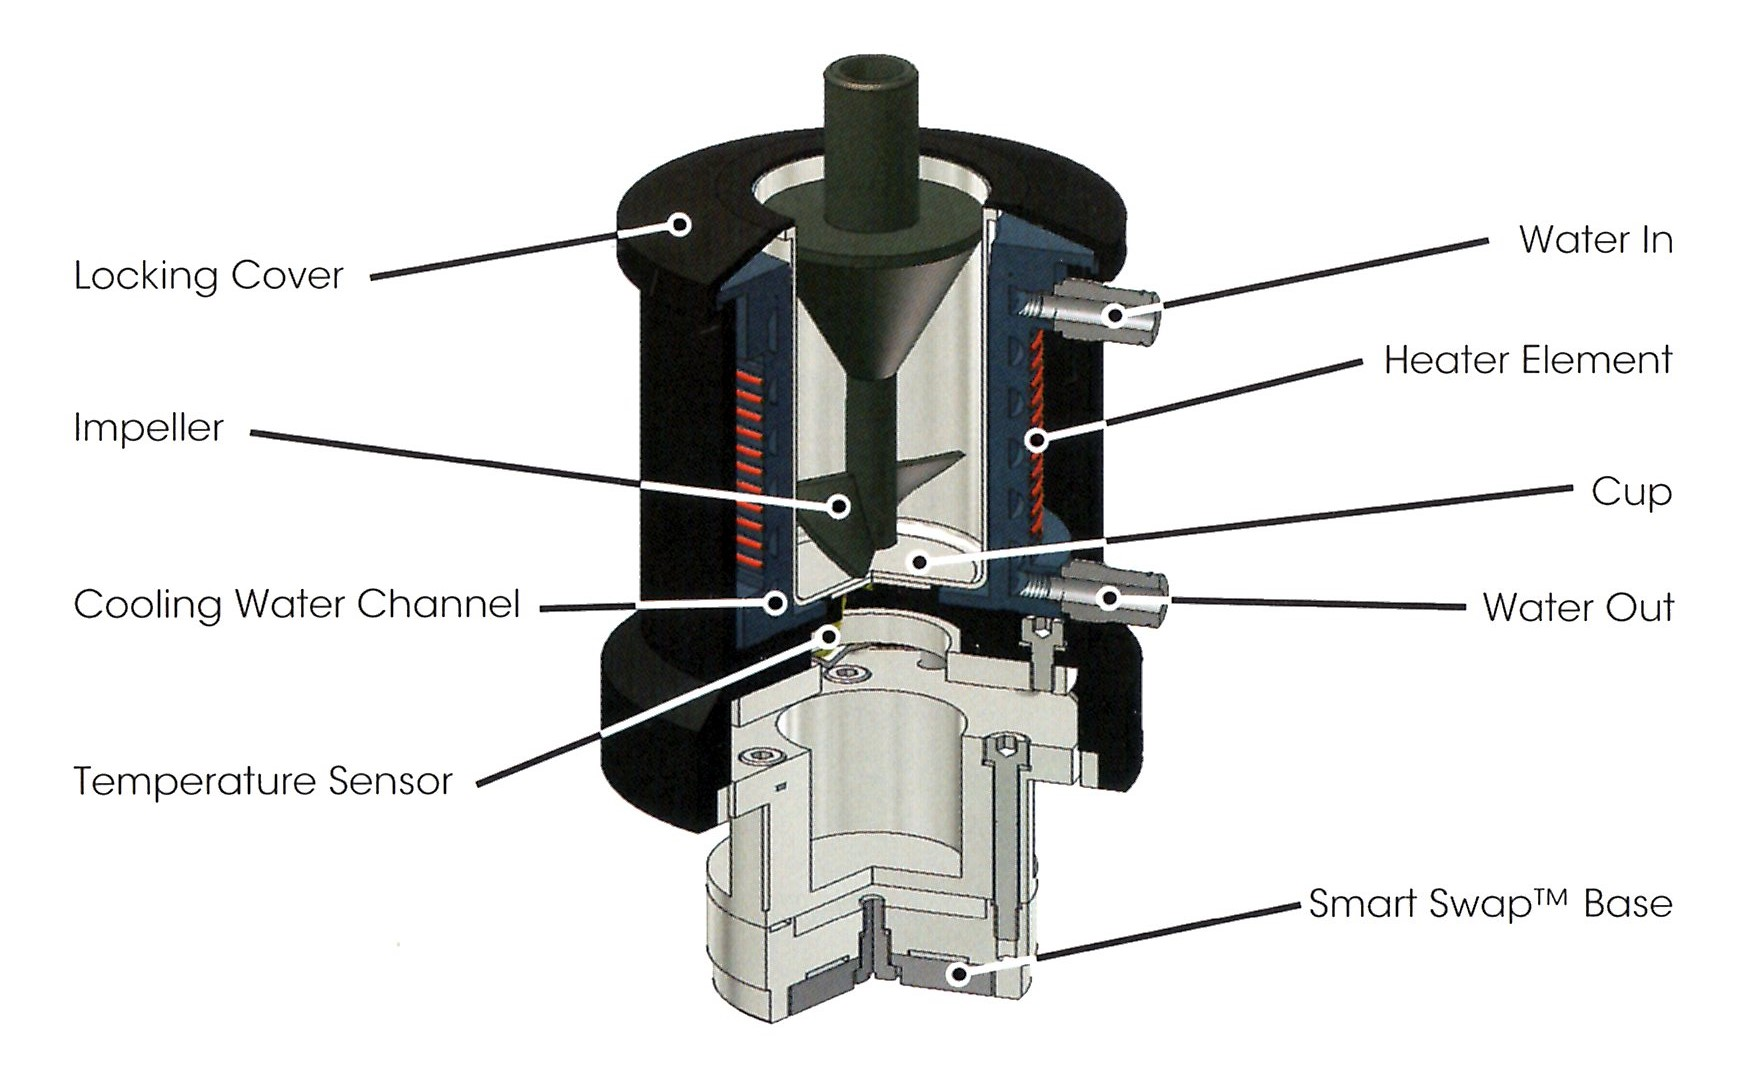 Locking Cover
Impeller
Cooling Water Channel
Temperature Sensor
Water In
Heater Element
Cup
Water Out
Smart Swap™ Base